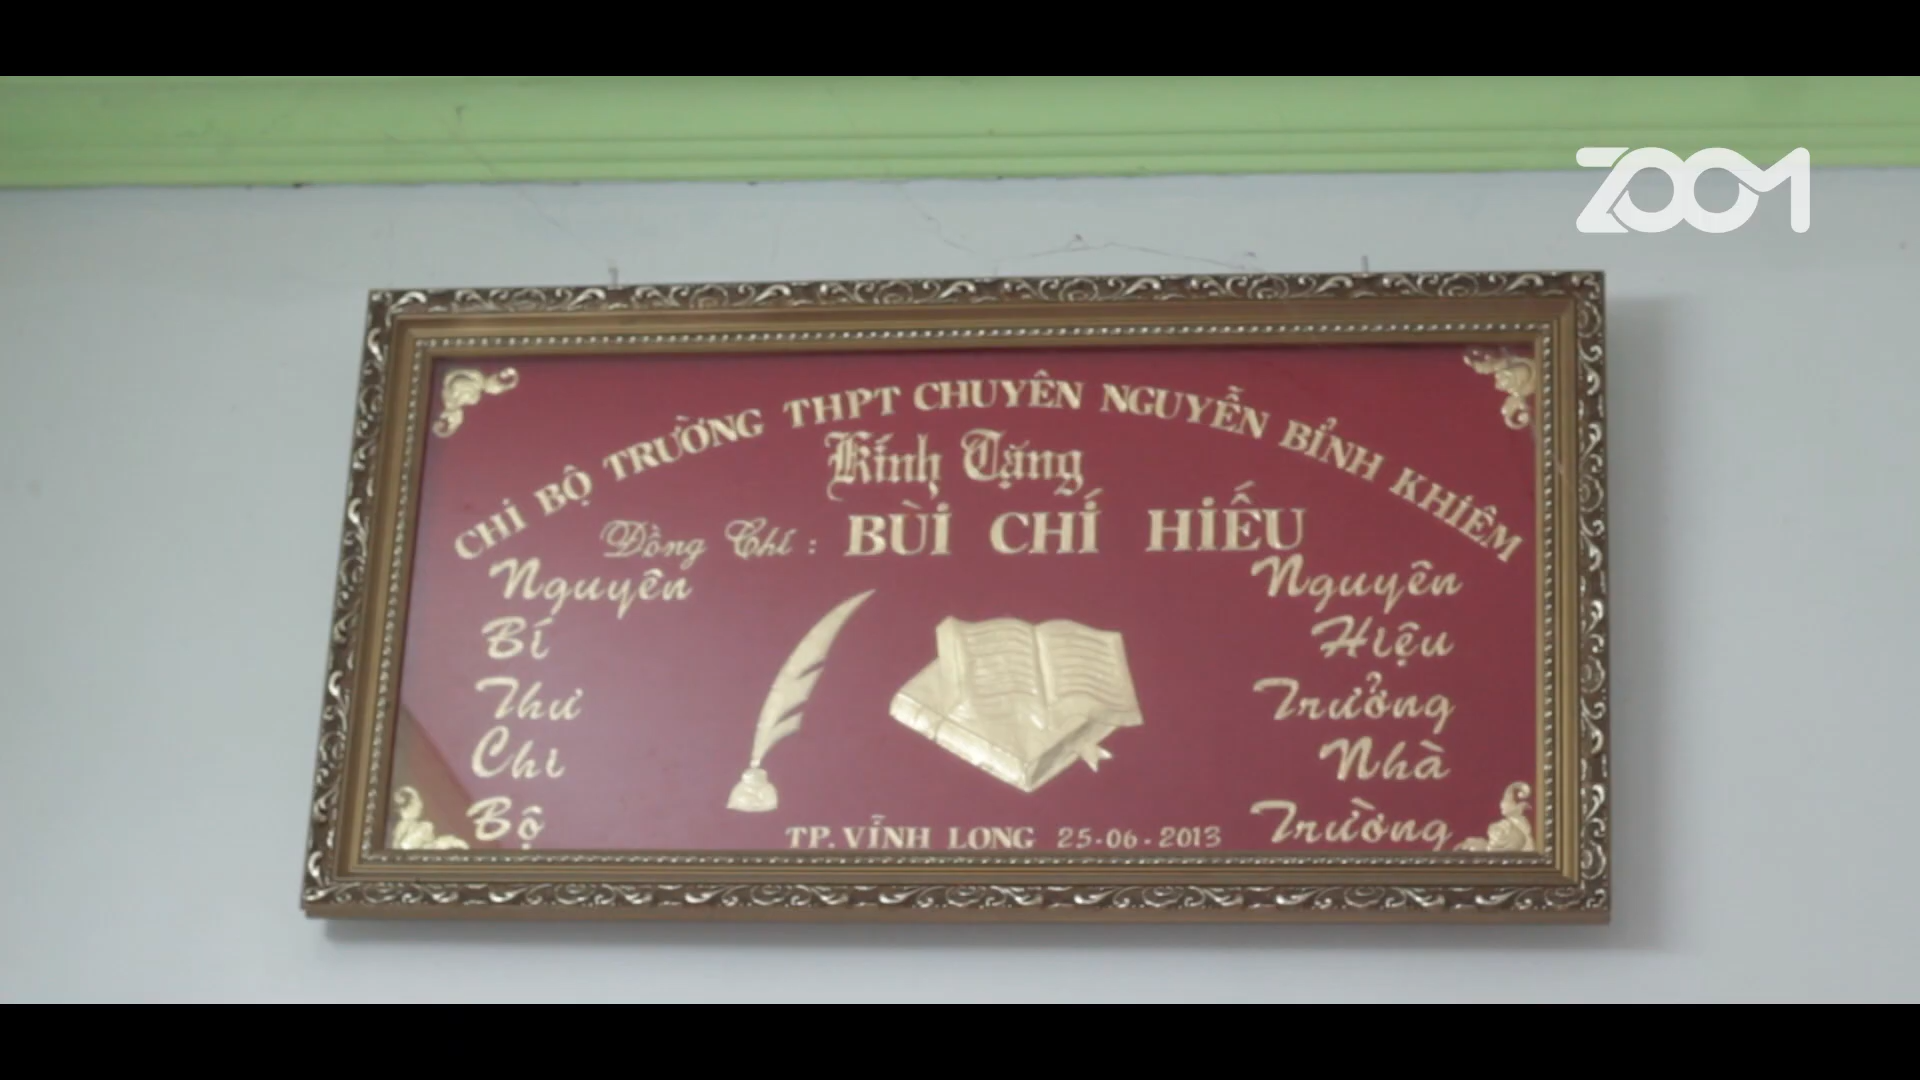 ZOOM
CHI BỘ TRƯỜNG THPT CHUYÊN NGUYỄN BỈNH KHIÊM
Kính Tặng
Đồng Chí : BÙI CHÍ HIẾU
Nguyên
Bí
Thư
Chi
Bộ
Nguyên
Hiệu
Trưởng
Nhà
Trường
TP. VĨNH LONG 25-06-2013